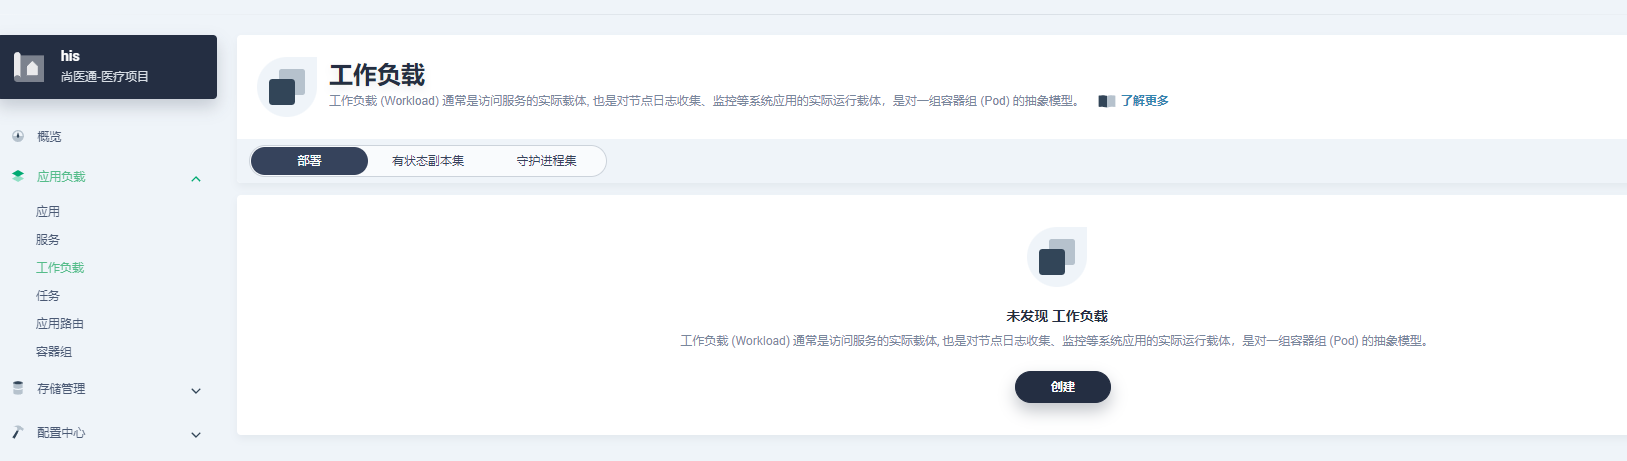 his
尚医通-医疗项目
概览
应用负载
应用
服务
工作负载
任务
应用路由
容器组
存储管理
配置中心
工作负载
工作负载 (Workload) 通常是访问服务的实际载体, 也是对节点日志收集、监控等系统应用的实际运行载体，是对一组容器组 (Pod) 的抽象模型。 了解更多
部署 有状态副本集 守护进程集
未发现 工作负载
工作负载 (Workload) 通常是访问服务的实际载体, 也是对节点日志收集、监控等系统应用的实际运行载体，是对一组容器组 (Pod) 的抽象模型。
创建